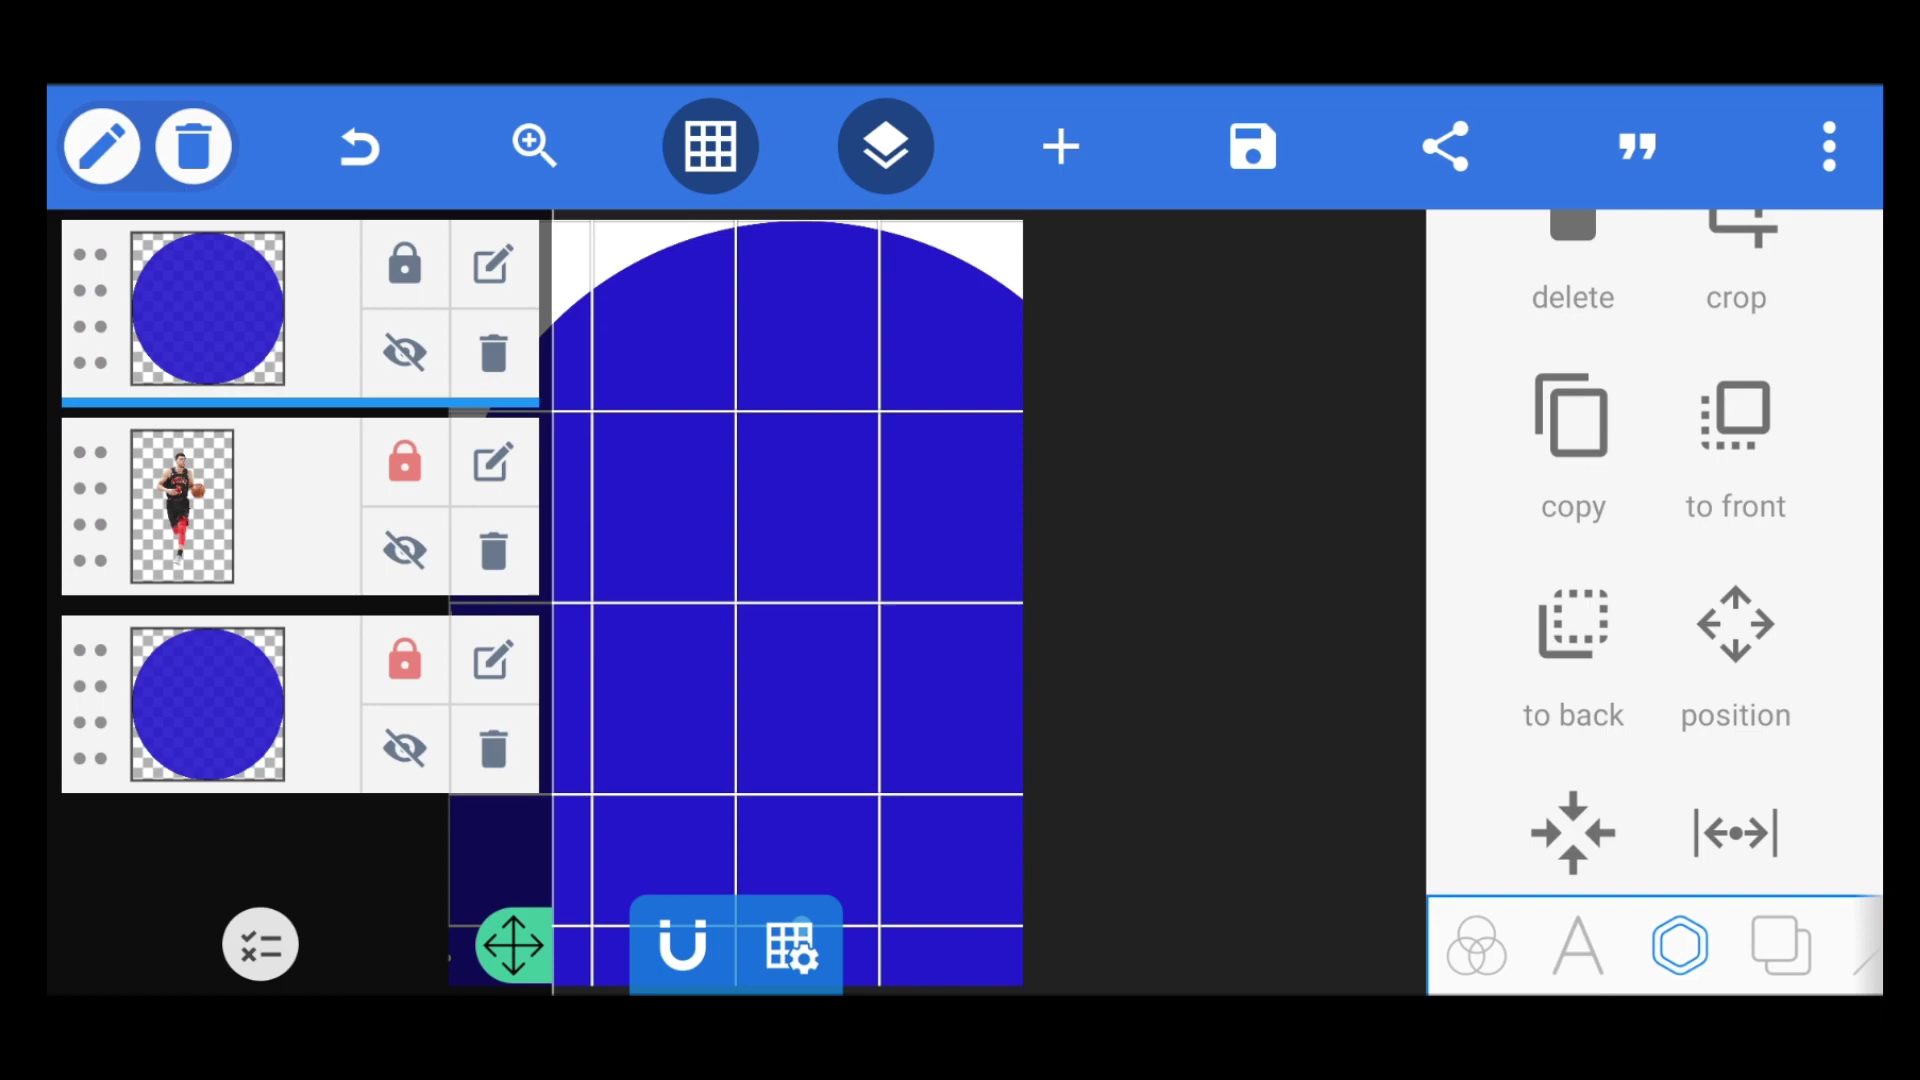 delete
crop
copy
to front
to back
position